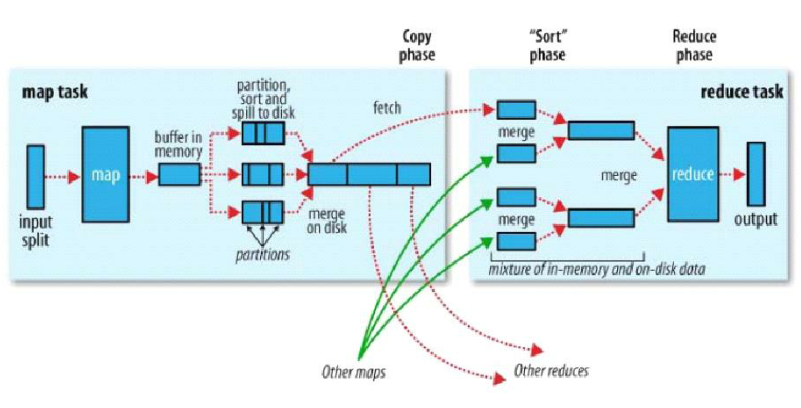 Copy
phase
"Sort"
phase
Reduce
phase
map task
partition,
sort and
spill to disk
fetch
reduce task
buffer in
memory
merge
map
merge
reduce
input
split
merge
on disk
merge
output
partitions
mixture of in-memory and on-disk data
Other maps
Other reduces